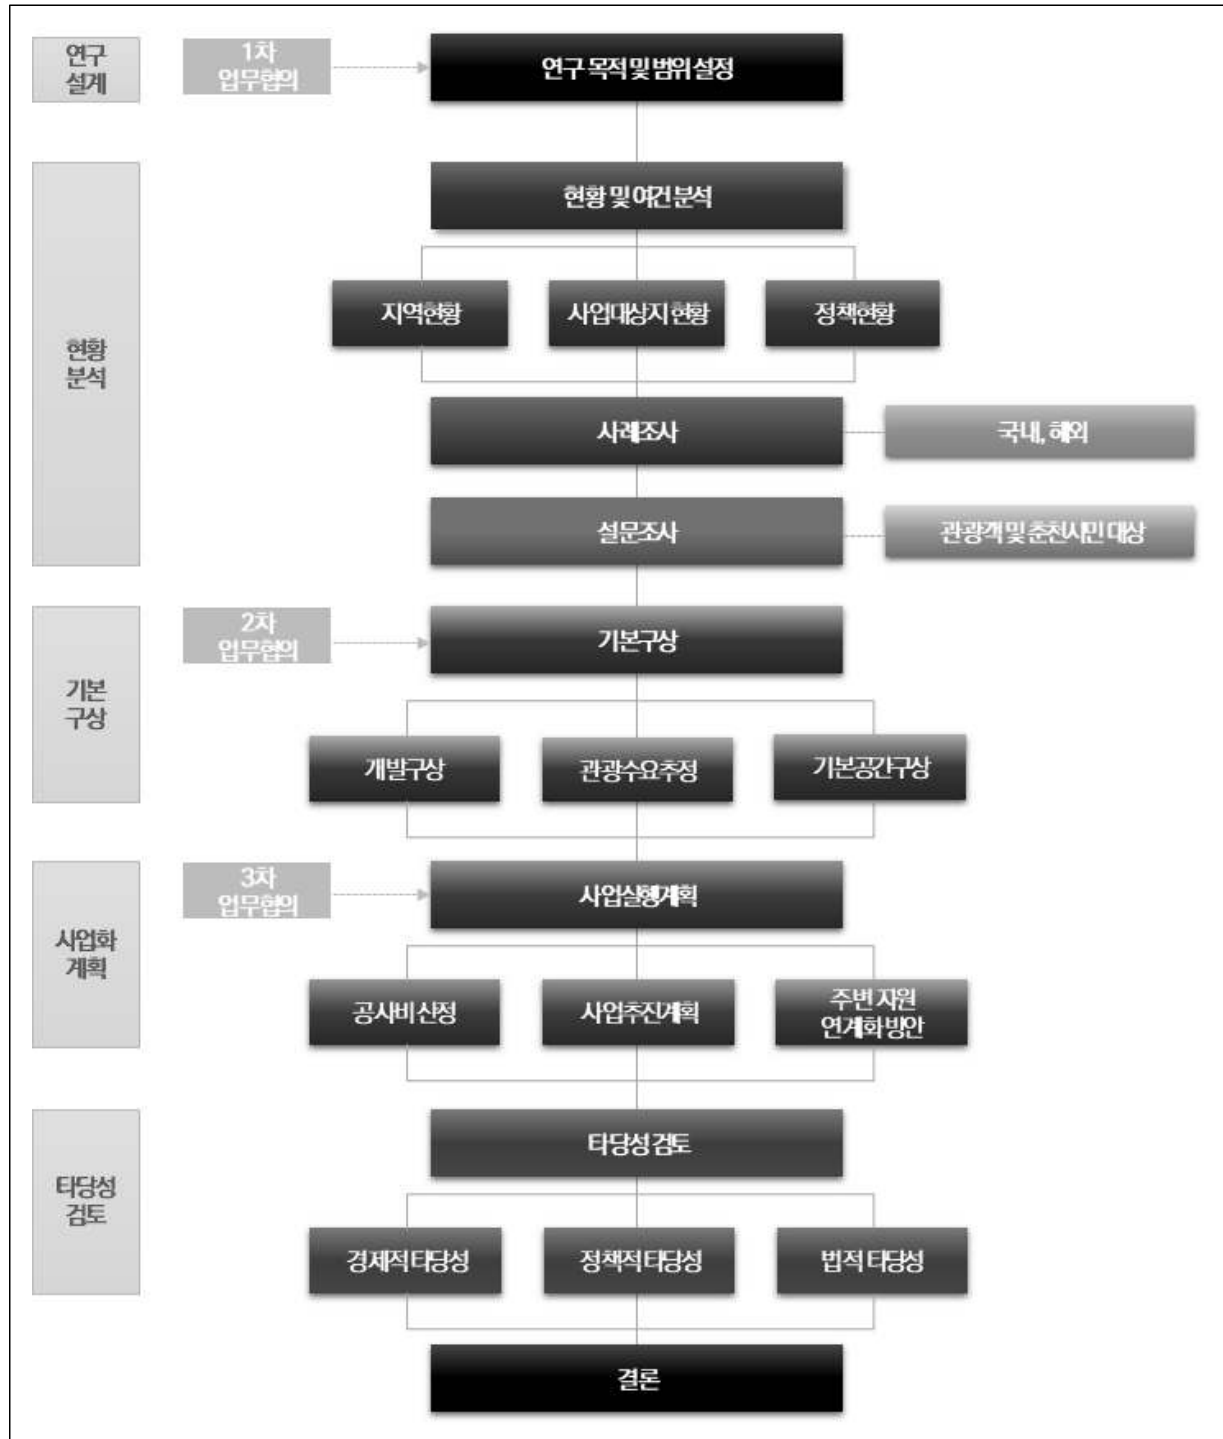 연구
설계
1차
업무협의
연구 목적 및 범위 설정
현황
분석
현황 및 여건 분석
지역현황
사업대상지 현황
정책현황
사례조사
국내, 해외
설문조사
관광객 및 춘천시민 대상
기본
구상
2차
업무협의
기본구상
개발구상
관광수요추정
기본공간구상
사업화
계획
3차
업무협의
사업실행계획
공사비 산정
사업추진계획
주변 자원
연계화 방안
타당성
검토
타당성 검토
경제적 타당성
정책적 타당성
법적 타당성
결론